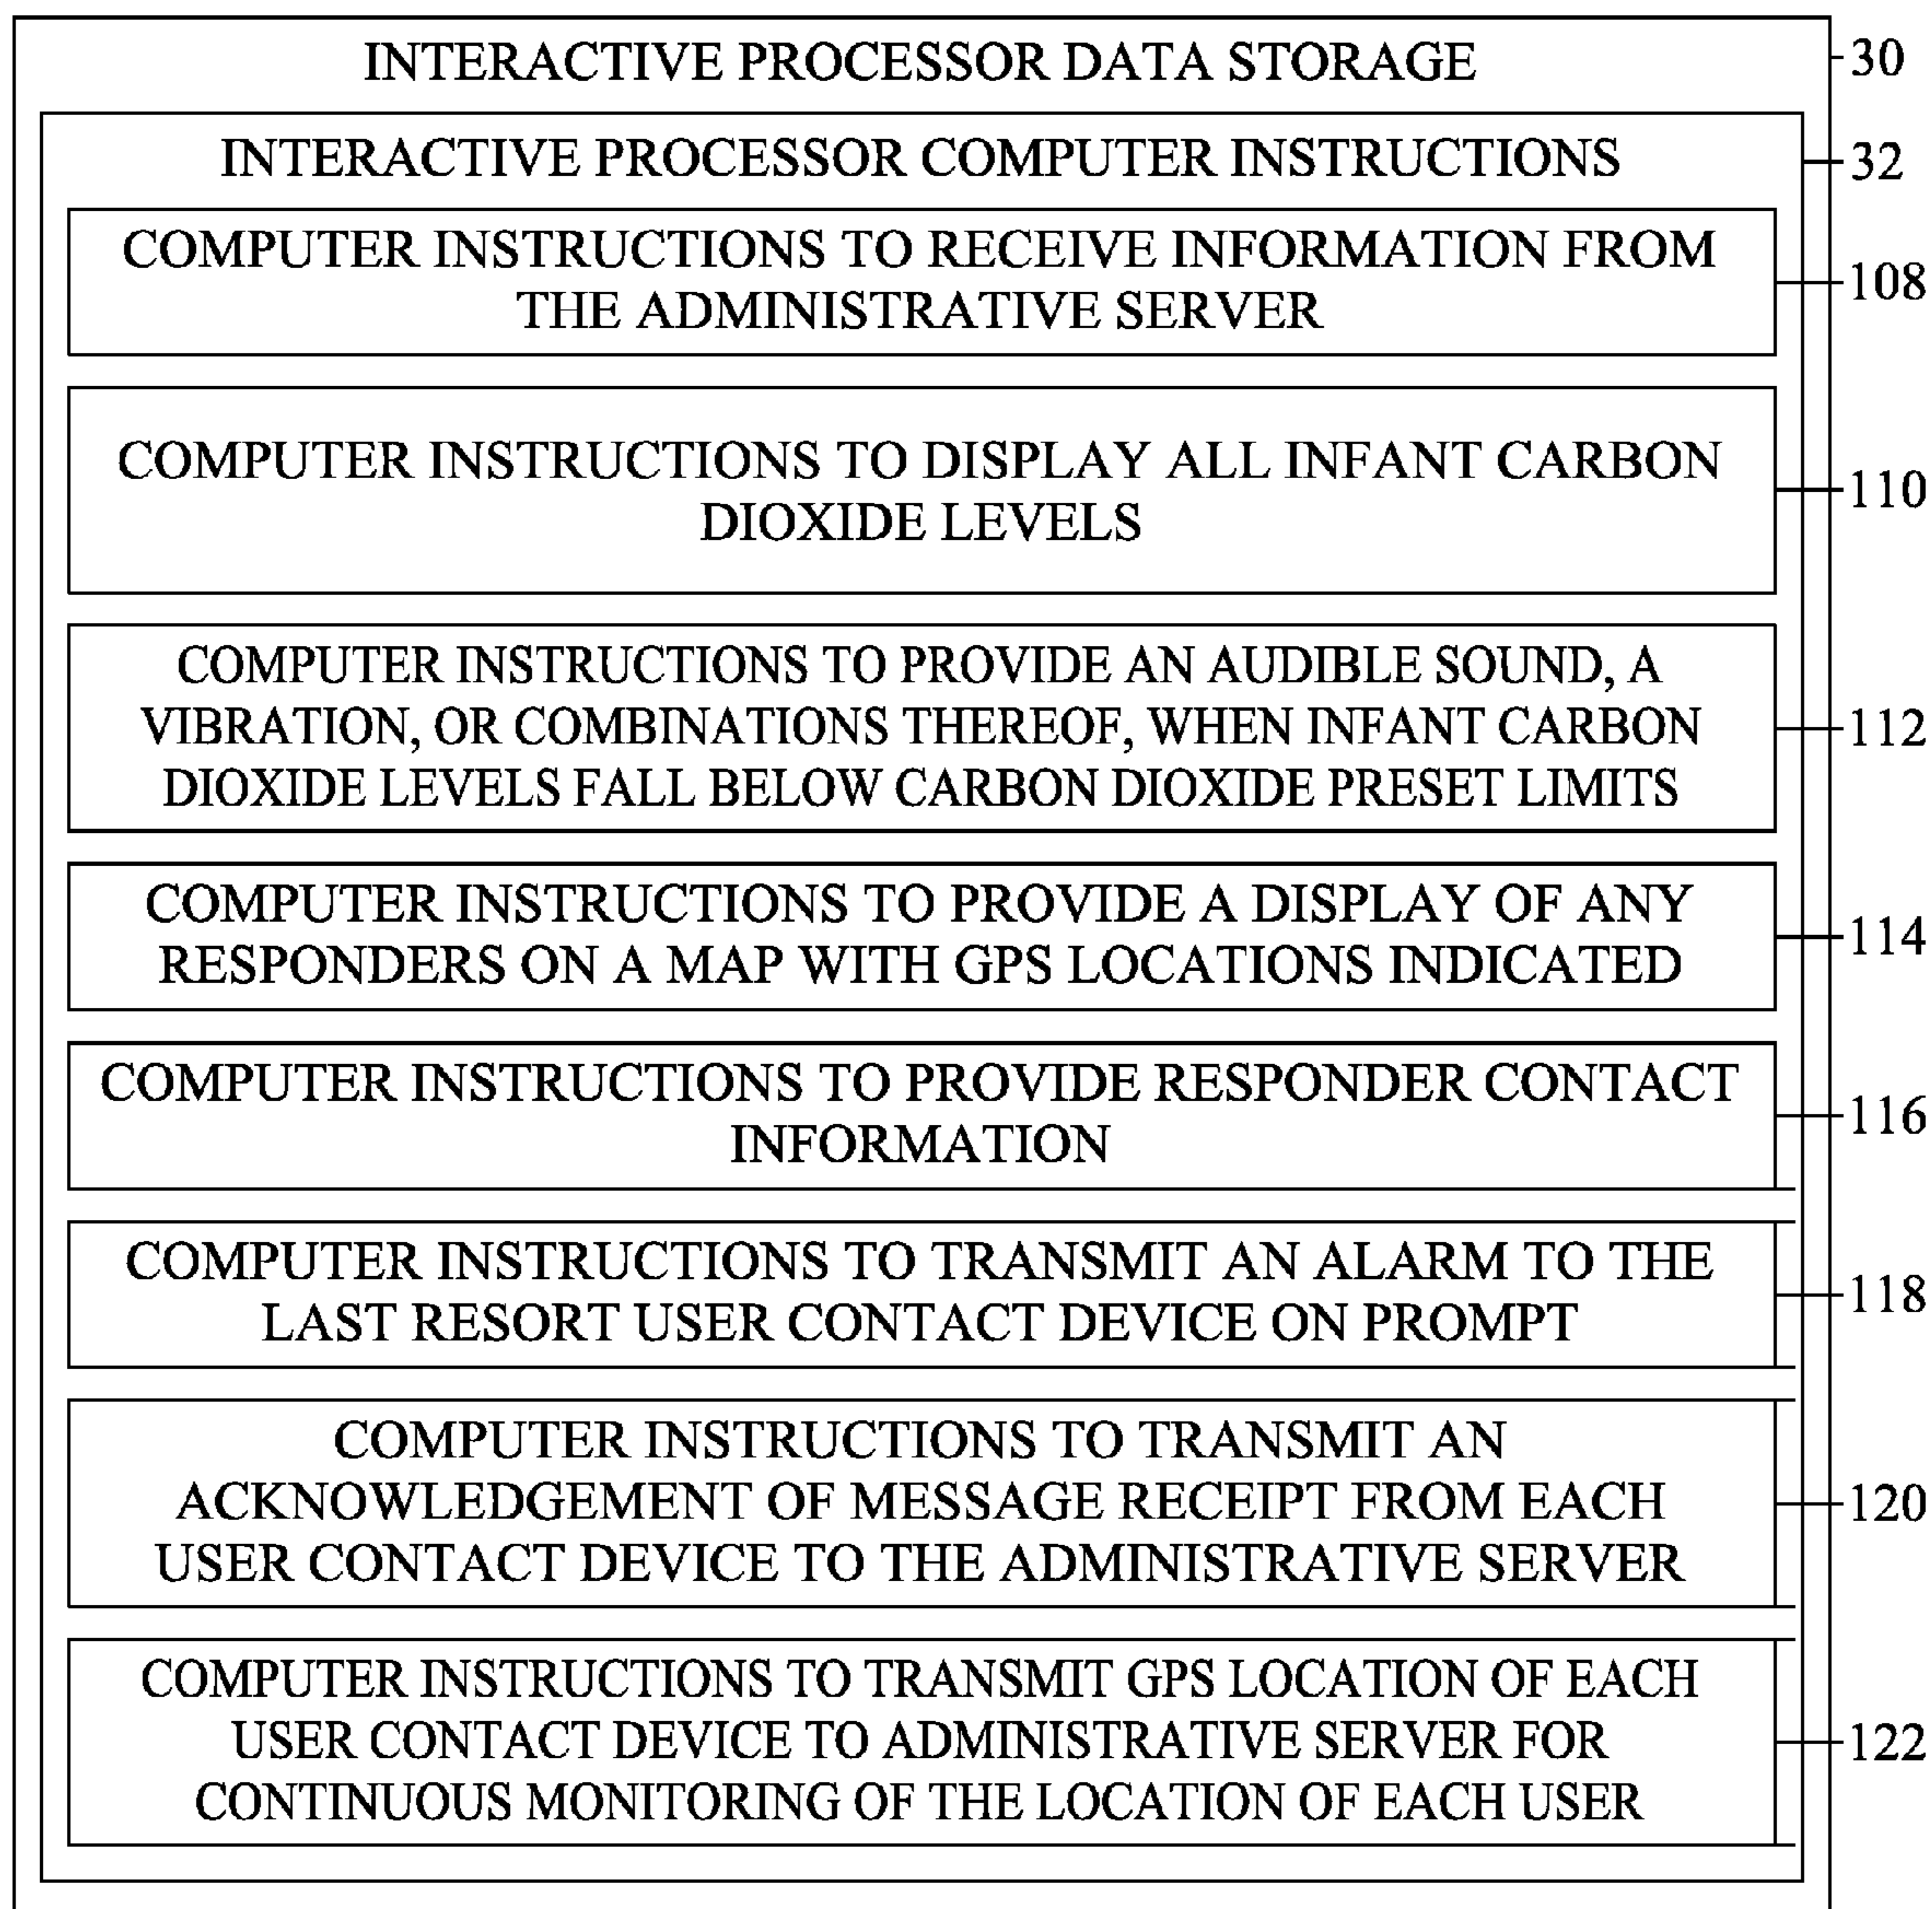 INTERACTIVE PROCESSOR DATA STORAGE
30
INTERACTIVE PROCESSOR COMPUTER INSTRUCTIONS
32
COMPUTER INSTRUCTIONS TO RECEIVE INFORMATION FROM
THE ADMINISTRATIVE SERVER
108
COMPUTER INSTRUCTIONS TO DISPLAY ALL INFANT CARBON
DIOXIDE LEVELS
110
COMPUTER INSTRUCTIONS TO PROVIDE AN AUDIBLE SOUND, A
VIBRATION, OR COMBINATIONS THEREOF, WHEN INFANT CARBON
DIOXIDE LEVELS FALL BELOW CARBON DIOXIDE PRESET LIMITS
112
COMPUTER INSTRUCTIONS TO PROVIDE A DISPLAY OF ANY
RESPONDERS ON A MAP WITH GPS LOCATIONS INDICATED
114
COMPUTER INSTRUCTIONS TO PROVIDE RESPONDER CONTACT
INFORMATION
116
COMPUTER INSTRUCTIONS TO TRANSMIT AN ALARM TO THE
LAST RESORT USER CONTACT DEVICE ON PROMPT
118
COMPUTER INSTRUCTIONS TO TRANSMIT AN
ACKNOWLEDGEMENT OF MESSAGE RECEIPT FROM EACH
USER CONTACT DEVICE TO THE ADMINISTRATIVE SERVER
120
COMPUTER INSTRUCTIONS TO TRANSMIT GPS LOCATION OF EACH
USER CONTACT DEVICE TO ADMINISTRATIVE SERVER FOR
CONTINUOUS MONITORING OF THE LOCATION OF EACH USER
122